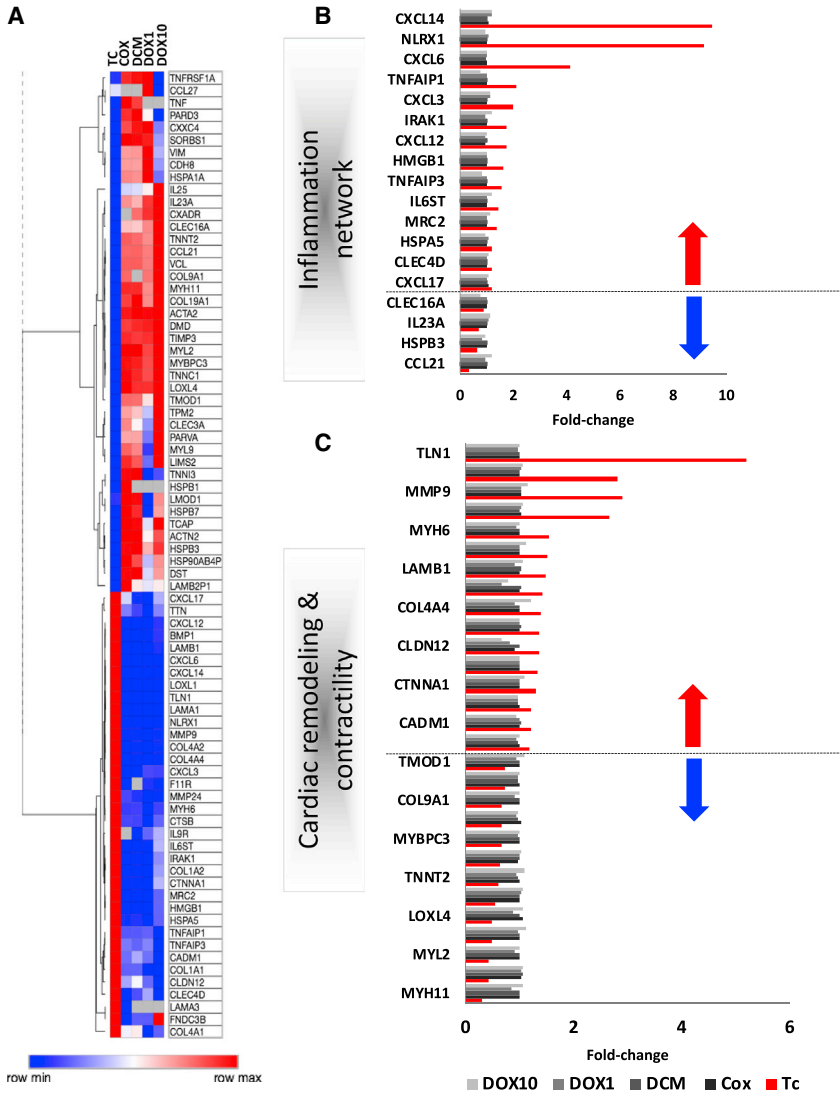 A
TC
COX
DCM
DOX1
DOX10
TNFRSF1A
CCL27
TNF
PARD3
CXXC4
SORBS1
VIM
CDH8
HSPA1A
IL25
IL23A
CXADR
CLEC16A
TNNT2
CCL21
VCL
COL9A1
MYH11
COL19A1
ACTA2
DMD
TIMP3
MYL2
MYBPC3
TNNC1
LOXL4
TMOD1
TPM2
CLEC3A
PARVA
MYL9
LIMS2
TNNI3
HSPB1
LMOD1
HSPB7
TCAP
ACTN2
HSPB3
HSP90AB4P
DST
LAMB2P1
CXCL17
TTN
CXCL12
BMP1
LAMB1
CXCL6
CXCL14
LOXL1
TLN1
LAMA1
NLRX1
MMP9
COL4A2
COL4A4
CXCL3
F11R
MMP24
MYH6
CTSB
IL9R
IL6ST
IRAK1
COL1A2
CTNNA1
MRC2
HMGB1
HSPA5
TNFAIP1
TNFAIP3
CADM1
COL1A1
CLDN12
CLEC4D
LAMA3
FNDC3B
COL4A1
row min
row max
B
Inflammation
network
CXCL14
NLRX1
CXCL6
TNFAIP1
CXCL3
IRAK1
CXCL12
HMGB1
TNFAIP3
IL6ST
MRC2
HSPA5
CLEC4D
CXCL17
CLEC16A
IL23A
HSPB3
CCL21
0 2 4 6 8 10
Fold-change
C
Cardiac remodeling &
contractility
TLN1
MMP9
MYH6
LAMB1
COL4A4
CLDN12
CTNNA1
CADM1
TMOD1
COL9A1
MYBPC3
TNNT2
LOXL4
MYL2
MYH11
0 2 4 6
Fold-change
DOX10 DOX1 DCM Cox Tc